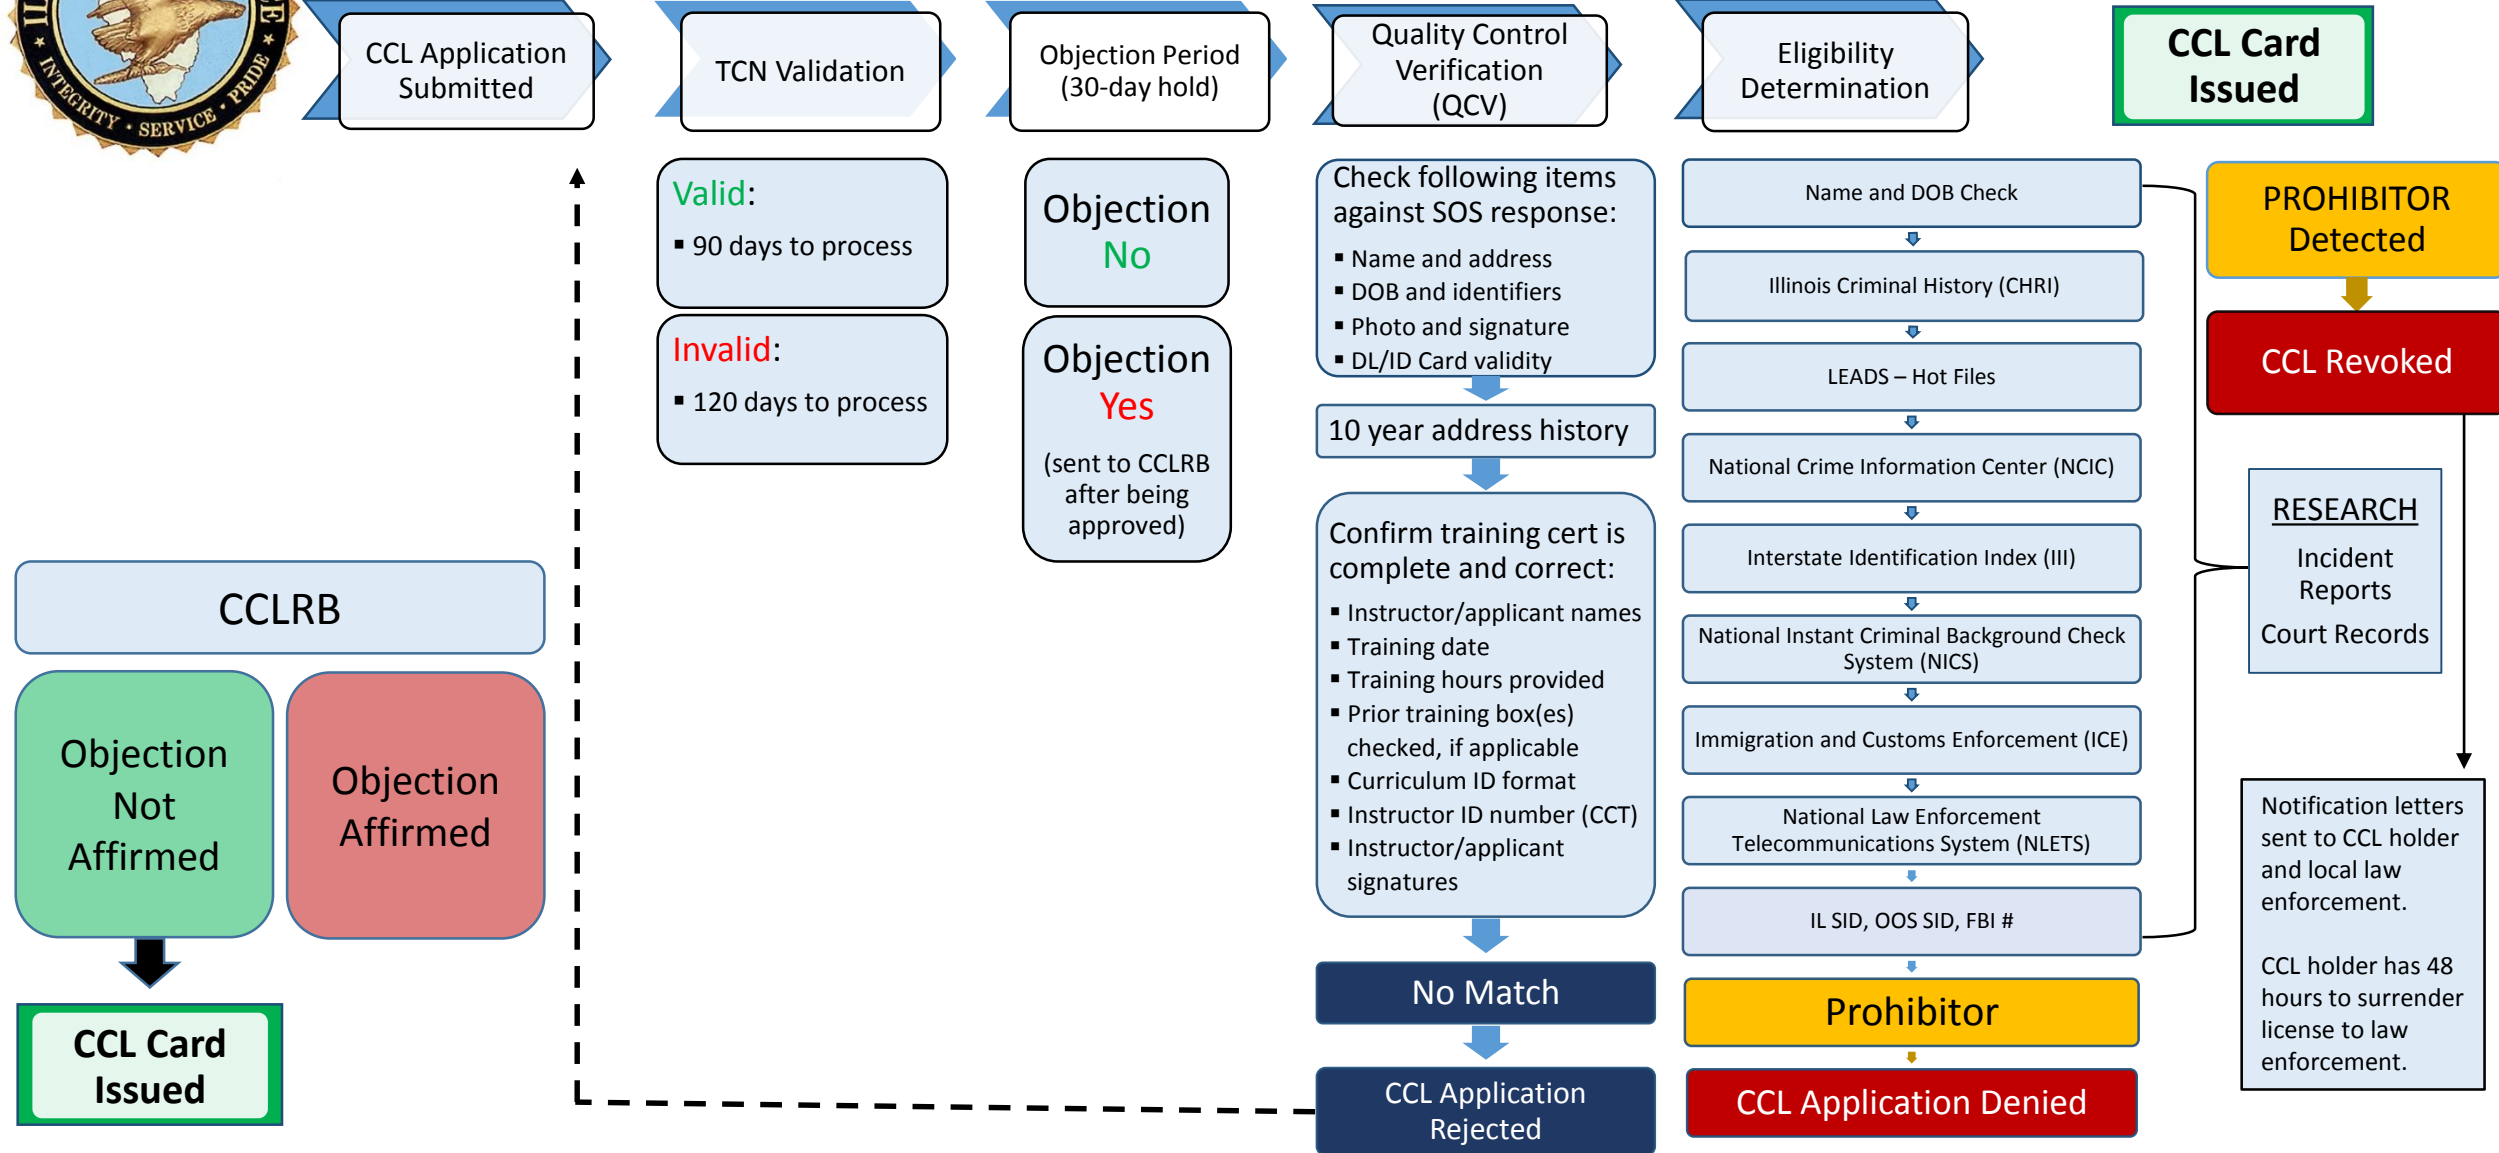 INTEGRITY · SERVICE · PRIDE
CCL Application
Submitted
TCN Validation
Objection Period
(30-day hold)
Quality Control
Verification
(QCV)
Eligibility
Determination
CCL Card
Issued
Valid:
▪ 90 days to process
Invalid:
▪ 120 days to process
Objection
No
Objection
Yes
(sent to CCLRB
after being
approved)
Check following items
against SOS response:
▪ Name and address
▪ DOB and identifiers
▪ Photo and signature
▪ DL/ID Card validity
10 year address history
Confirm training cert is
complete and correct:
▪ Instructor/applicant names
▪ Training date
▪ Training hours provided
▪ Prior training box(es)
checked, if applicable
▪ Curriculum ID format
▪ Instructor ID number (CCT)
▪ Instructor/applicant
signatures
No Match
CCL Application
Rejected
Name and DOB Check
Illinois Criminal History (CHRI)
LEADS – Hot Files
National Crime Information Center (NCIC)
Interstate Identification Index (III)
National Instant Criminal Background Check
System (NICS)
Immigration and Customs Enforcement (ICE)
National Law Enforcement
Telecommunications System (NLETS)
IL SID, OOS SID, FBI #
Prohibitor
CCL Application Denied
PROHIBITOR
Detected
CCL Revoked
RESEARCH
Incident
Reports
Court Records
Notification letters
sent to CCL holder
and local law
enforcement.
CCL holder has 48
hours to surrender
license to law
enforcement.
CCLRB
Objection
Not
Affirmed
Objection
Affirmed
CCL Card
Issued